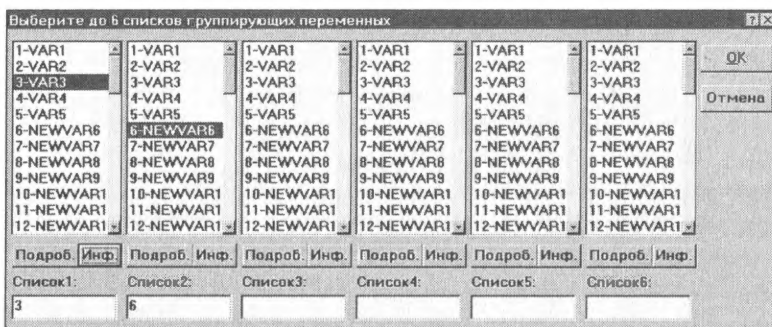 Выберите до 6 списков группирующих переменных
1-VAR1 1-VAR1 1-VAR1 1-VAR1 1-VAR1 1-VAR1
2-VAR2 2-VAR2 2-VAR2 2-VAR2 2-VAR2 2-VAR2
3-VAR3 3-VAR3 3-VAR3 3-VAR3 3-VAR3 3-VAR3
4-VAR4 4-VAR4 4-VAR4 4-VAR4 4-VAR4 4-VAR4
5-VAR5 5-VAR5 5-VAR5 5-VAR5 5-VAR5 5-VAR5
6-NEWVAR6 6-NEWVAR6 6-NEWVAR6 6-NEWVAR6 6-NEWVAR6 6-NEWVAR6
7-NEWVAR7 7-NEWVAR7 7-NEWVAR7 7-NEWVAR7 7-NEWVAR7 7-NEWVAR7
8-NEWVAR8 8-NEWVAR8 8-NEWVAR8 8-NEWVAR8 8-NEWVAR8 8-NEWVAR8
9-NEWVAR9 9-NEWVAR9 9-NEWVAR9 9-NEWVAR9 9-NEWVAR9 9-NEWVAR9
10-NEWVAR1 10-NEWVAR1 10-NEWVAR1 10-NEWVAR1 10-NEWVAR1 10-NEWVAR1
11-NEWVAR1 11-NEWVAR1 11-NEWVAR1 11-NEWVAR1 11-NEWVAR1 11-NEWVAR1
12-NEWVAR1 12-NEWVAR1 12-NEWVAR1 12-NEWVAR1 12-NEWVAR1 12-NEWVAR1
Подроб. Инф. Подроб. Инф. Подроб. Инф. Подроб. Инф. Подроб. Инф. Подроб. Инф.
Список1: Список2: Список3: Список4: Список5: Список6:
3 6
OK
Отмена